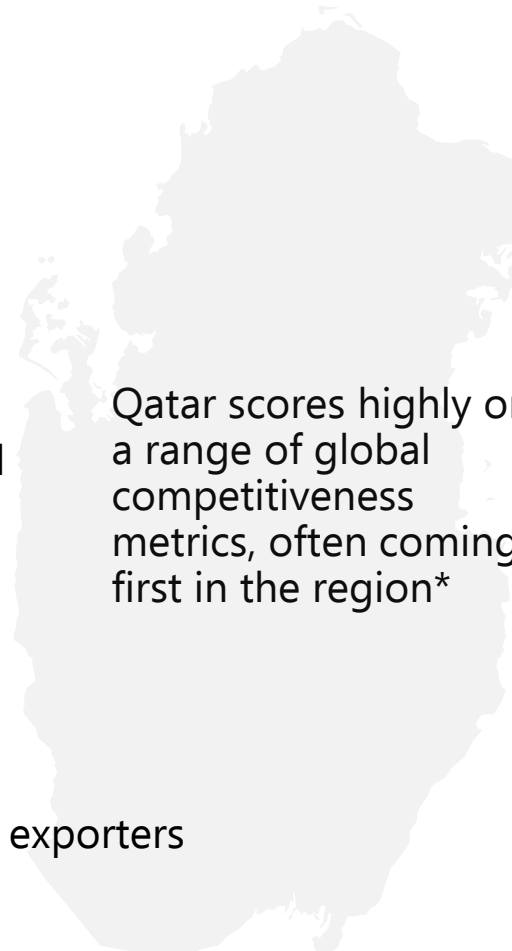 Qatar scores highly
a range of global
competitiveness
metrics, often coming
first in the region*
exporters